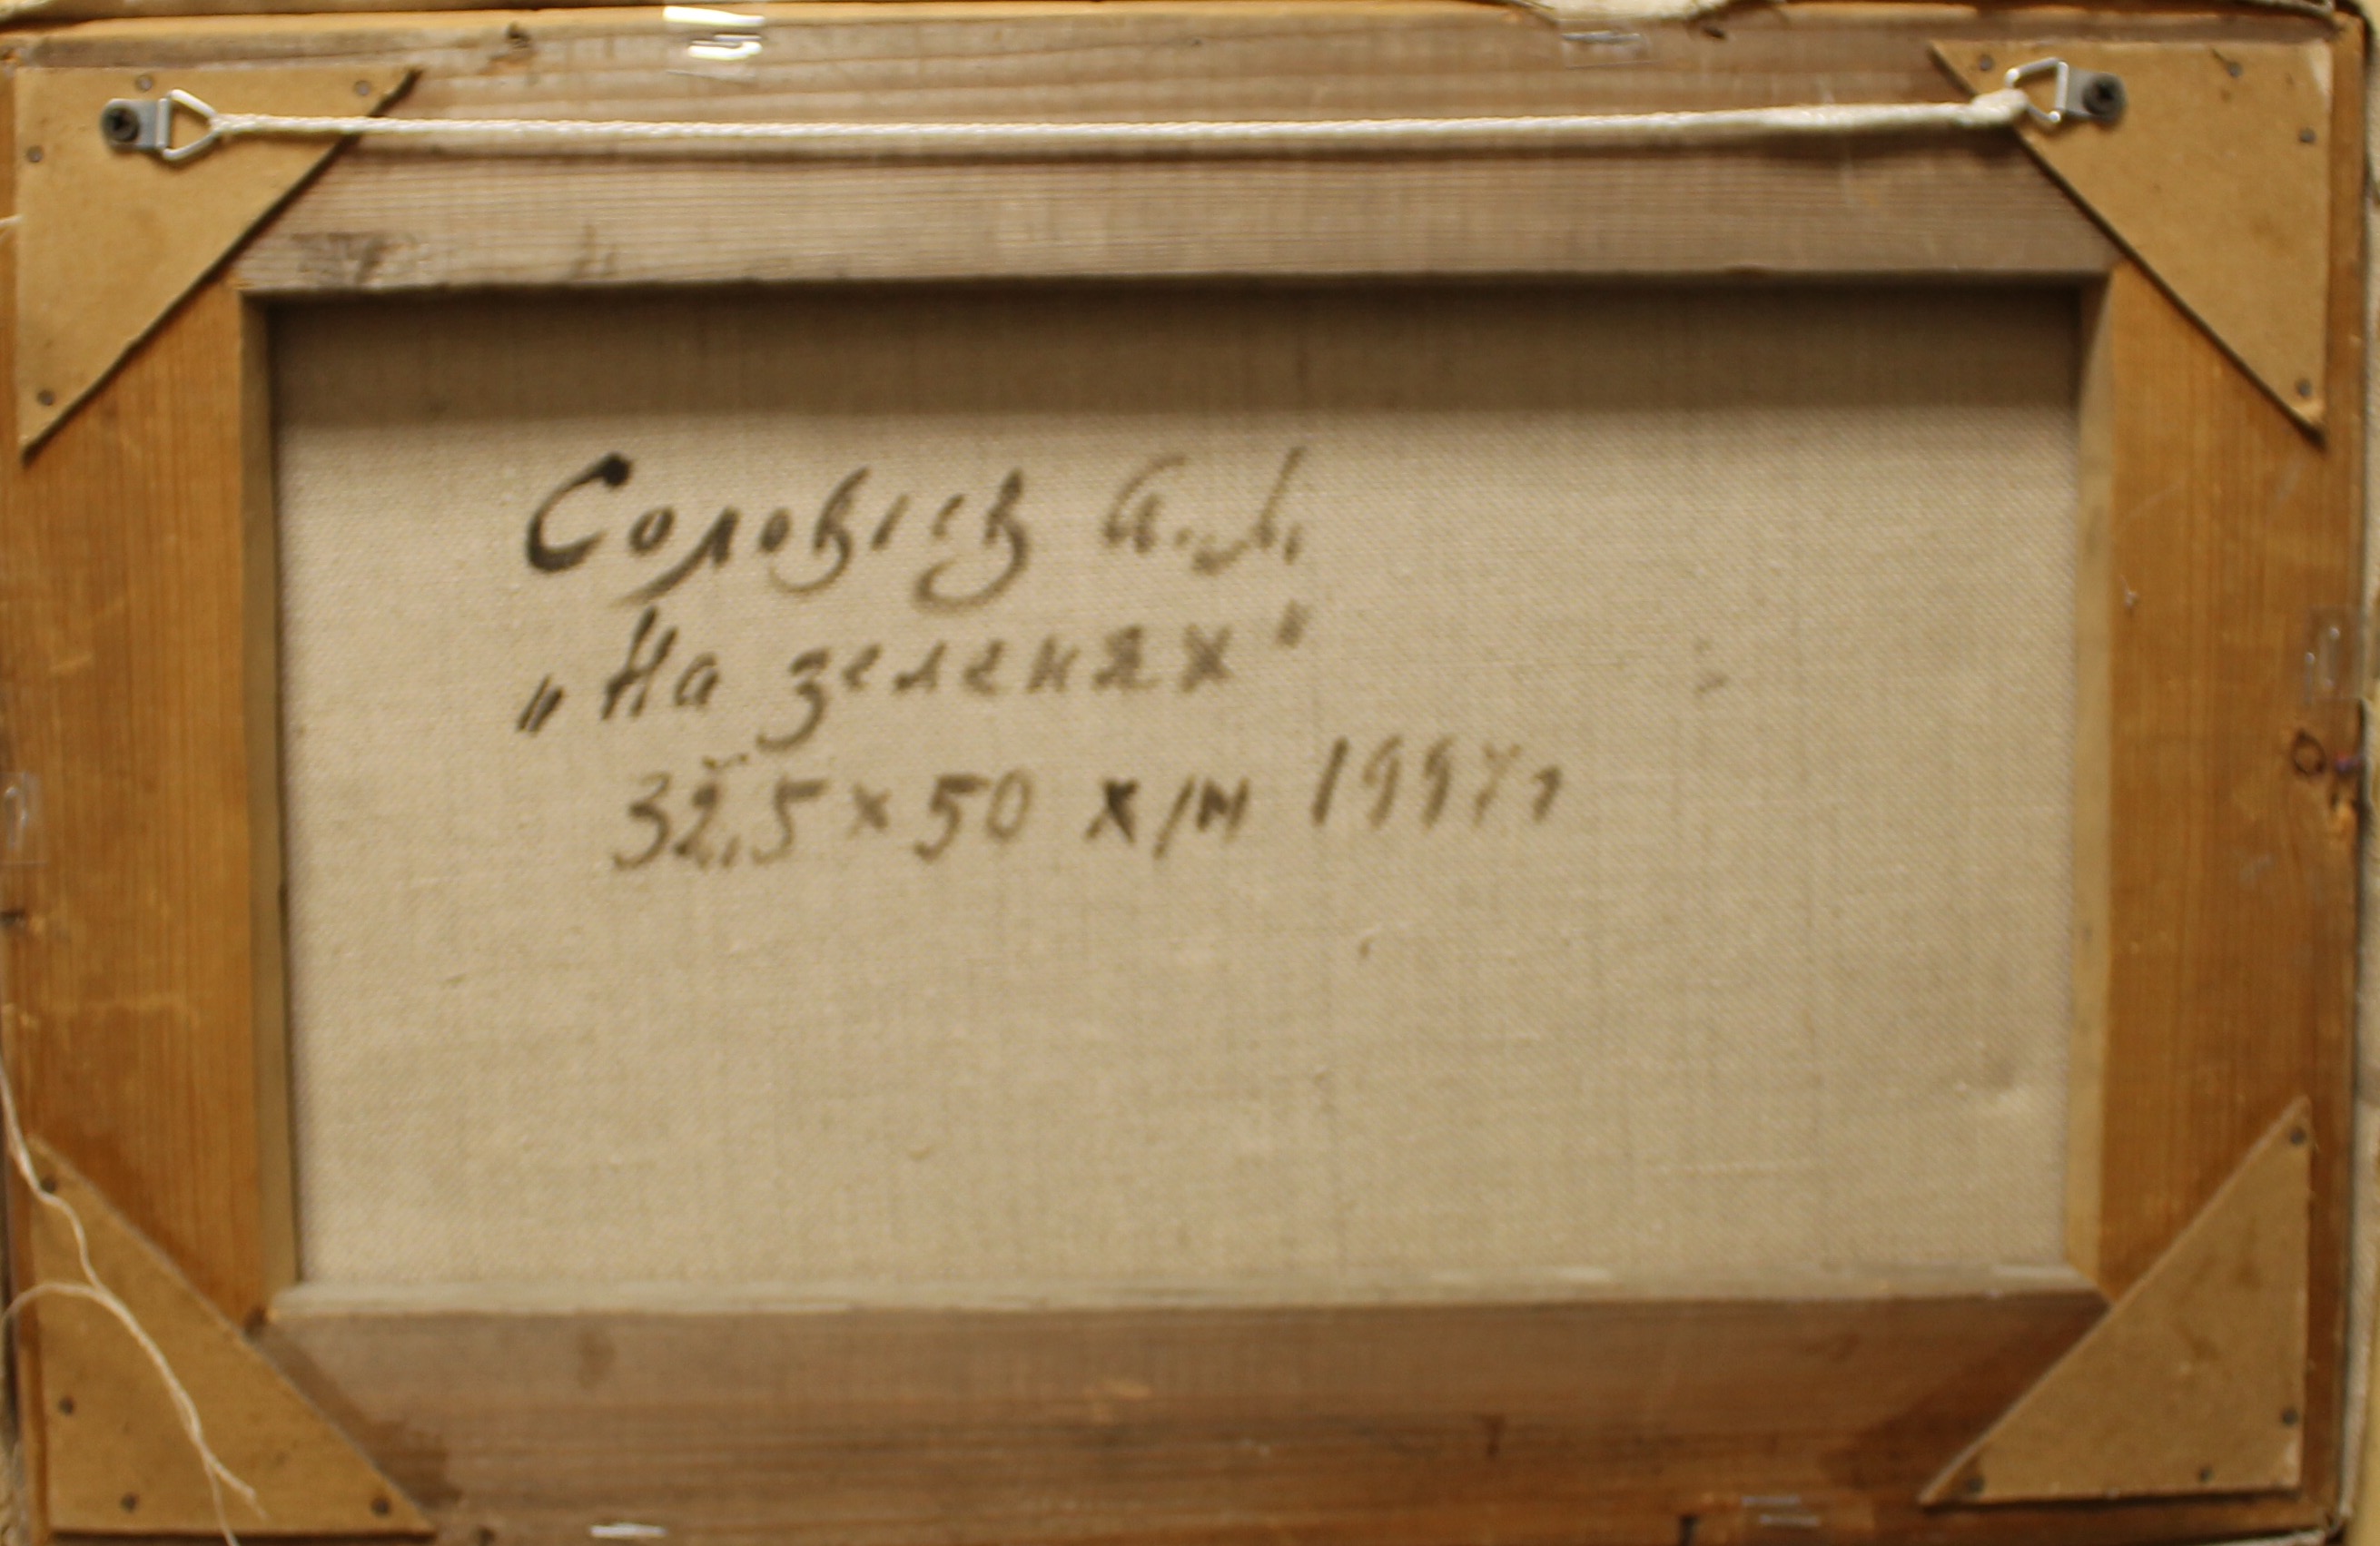 Соловьев А.Л.
„На зеленях"
32,5 × 50 х/м 1997г